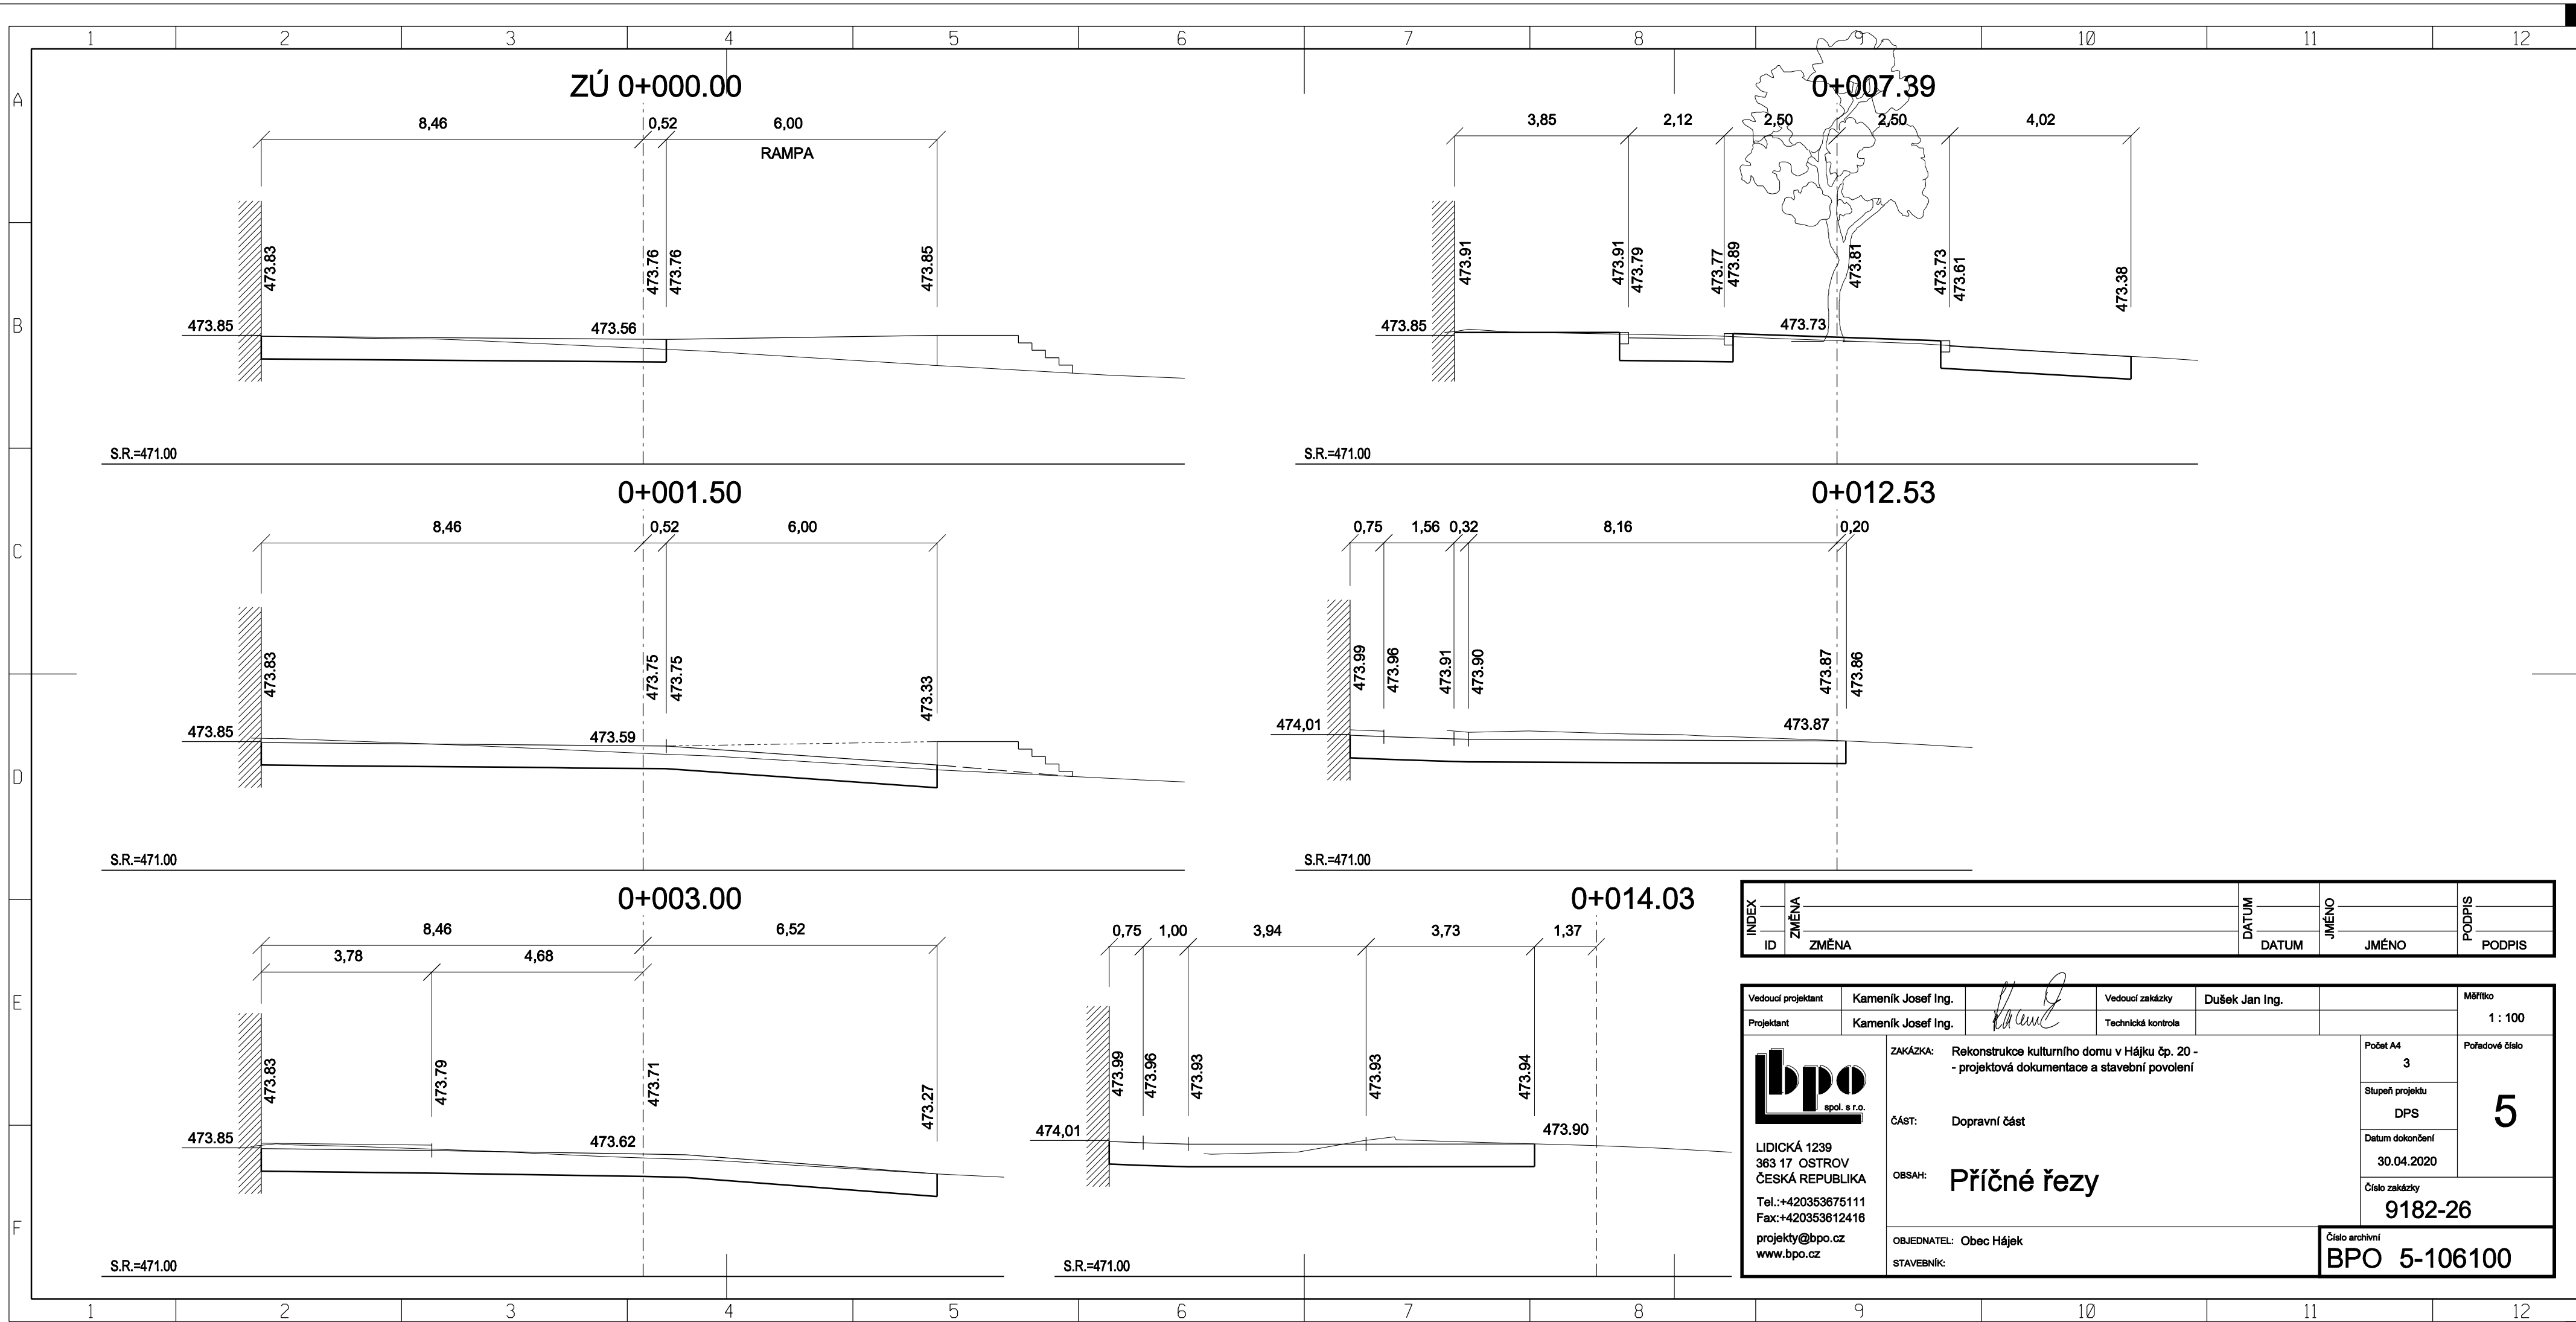 1 2 3 4 5 6 7 8 9 10 11 12
A
B
C
D
E
F
ZÚ 0+000.00
8,46 0,52 6,00
RAMPA
473.83 473.76 473.76 473.85
473.85 473.56
S.R.=471.00
0+007.39
3,85 2,12 2,50 2,50 4,02
473.91 473.91 473.79 473.77 473.89 473.81 473.73 473.61 473.38
473.85 473.73
S.R.=471.00
0+001.50
8,46 0,52 6,00
473.83 473.75 473.75 473.33
473.85 473.59
S.R.=471.00
0+012.53
0,75 1,56 0,32 8,16 0,20
473.99 473.96 473.91 473.90 473.87 473.86
474,01 473.87
S.R.=471.00
0+003.00
8,46 6,52
3,78 4,68
473.83 473.79 473.71 473.27
473.85 473.62
S.R.=471.00
0+014.03
0,75 1,00 3,94 3,73 1,37
473.99 473.96 473.93 473.93 473.94
474,01 473.90
S.R.=471.00
INDEX ZMĚNA DATUM JMÉNO PODPIS
ID ZMĚNA DATUM JMÉNO PODPIS
Vedoucí projektant Kameník Josef Ing. Vedoucí zakázky Dušek Jan Ing.
Projektant Kameník Josef Ing. Technická kontrola
Měřítko
1 : 100
bpo
spol. s r.o.
LIDICKÁ 1239
363 17 OSTROV
ČESKÁ REPUBLIKA
Tel.:+420353675111
Fax:+420353612416
projekty@bpo.cz
www.bpo.cz
ZAKÁZKA: Rekonstrukce kulturního domu v Hájku čp. 20 -
- projektová dokumentace a stavební povolení
ČÁST: Dopravní část
OBSAH: Příčné řezy
OBJEDNATEL: Obec Hájek
STAVEBNÍK:
Počet A4
3
Stupeň projektu
DPS
Datum dokončení
30.04.2020
Pořadové číslo
5
Číslo zakázky
9182-26
Číslo archivní
BPO 5-106100
1 2 3 4 5 6 7 8 9 10 11 12